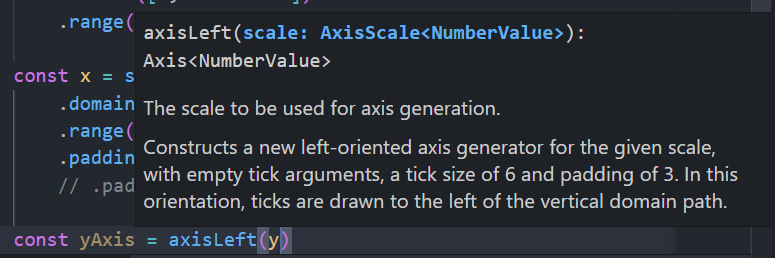 .range(
axisLeft(scale: AxisScale<NumberValue>):
Axis<NumberValue>
const x = s
.domain
.range(
.paddin
// .pad
The scale to be used for axis generation.
Constructs a new left-oriented axis generator for the given scale,
with empty tick arguments, a tick size of 6 and padding of 3. In this
orientation, ticks are drawn to the left of the vertical domain path.
const yAxis = axisLeft(y)